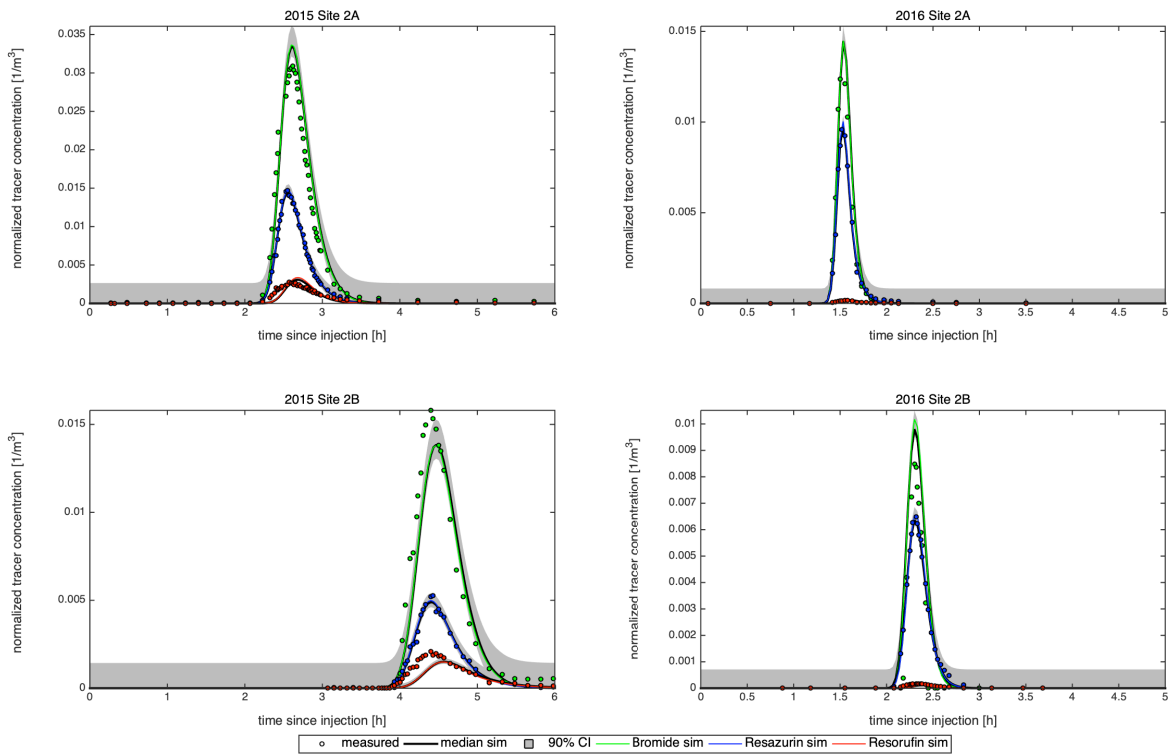 2015 Site 2A
normalized tracer concentration [1/m³]
0.035
0.03
0.025
0.02
0.015
0.01
0.005
0
0 1 2 3 4 5 6
time since injection [h]
2016 Site 2A
normalized tracer concentration [1/m³]
0.015
0.01
0.005
0
0 0.5 1 1.5 2 2.5 3 3.5 4 4.5 5
time since injection [h]
2015 Site 2B
normalized tracer concentration [1/m³]
0.015
0.01
0.005
0
0 1 2 3 4 5 6
time since injection [h]
2016 Site 2B
normalized tracer concentration [1/m³]
0.01
0.009
0.008
0.007
0.006
0.005
0.004
0.003
0.002
0.001
0
0 0.5 1 1.5 2 2.5 3 3.5 4 4.5 5
time since injection [h]
measured median sim 90% CI Bromide sim Resazurin sim Resorufin sim